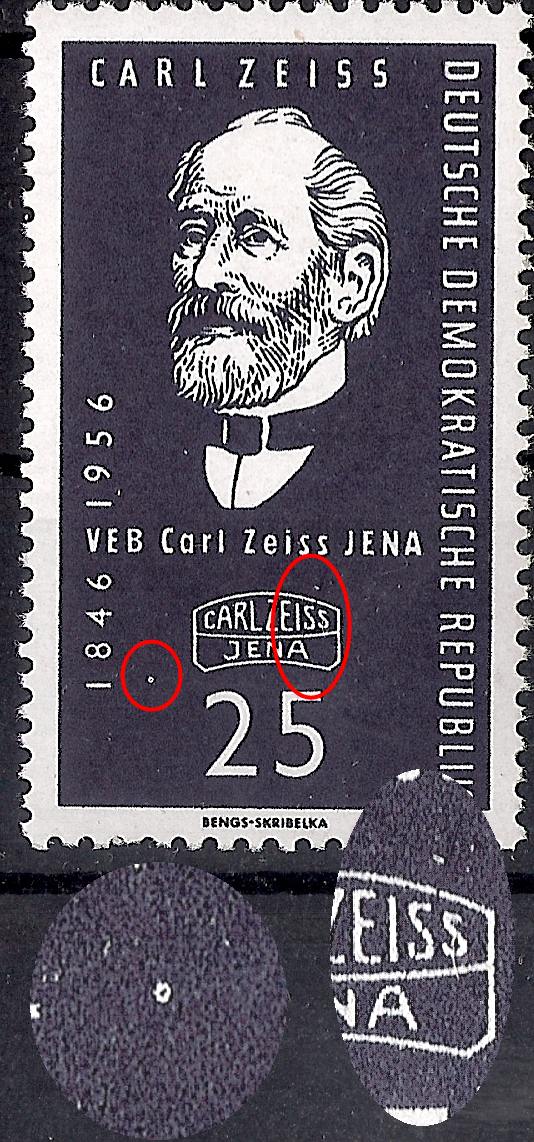 CARL ZEISS
DEUTSCHE DEMOKRATISCHE REPUBLIK
1846 1956
VEB Carl Zeiss JENA
CARL ZEISS
JENA
25
BENGS-SKRIBELKA
ZEISS
NA